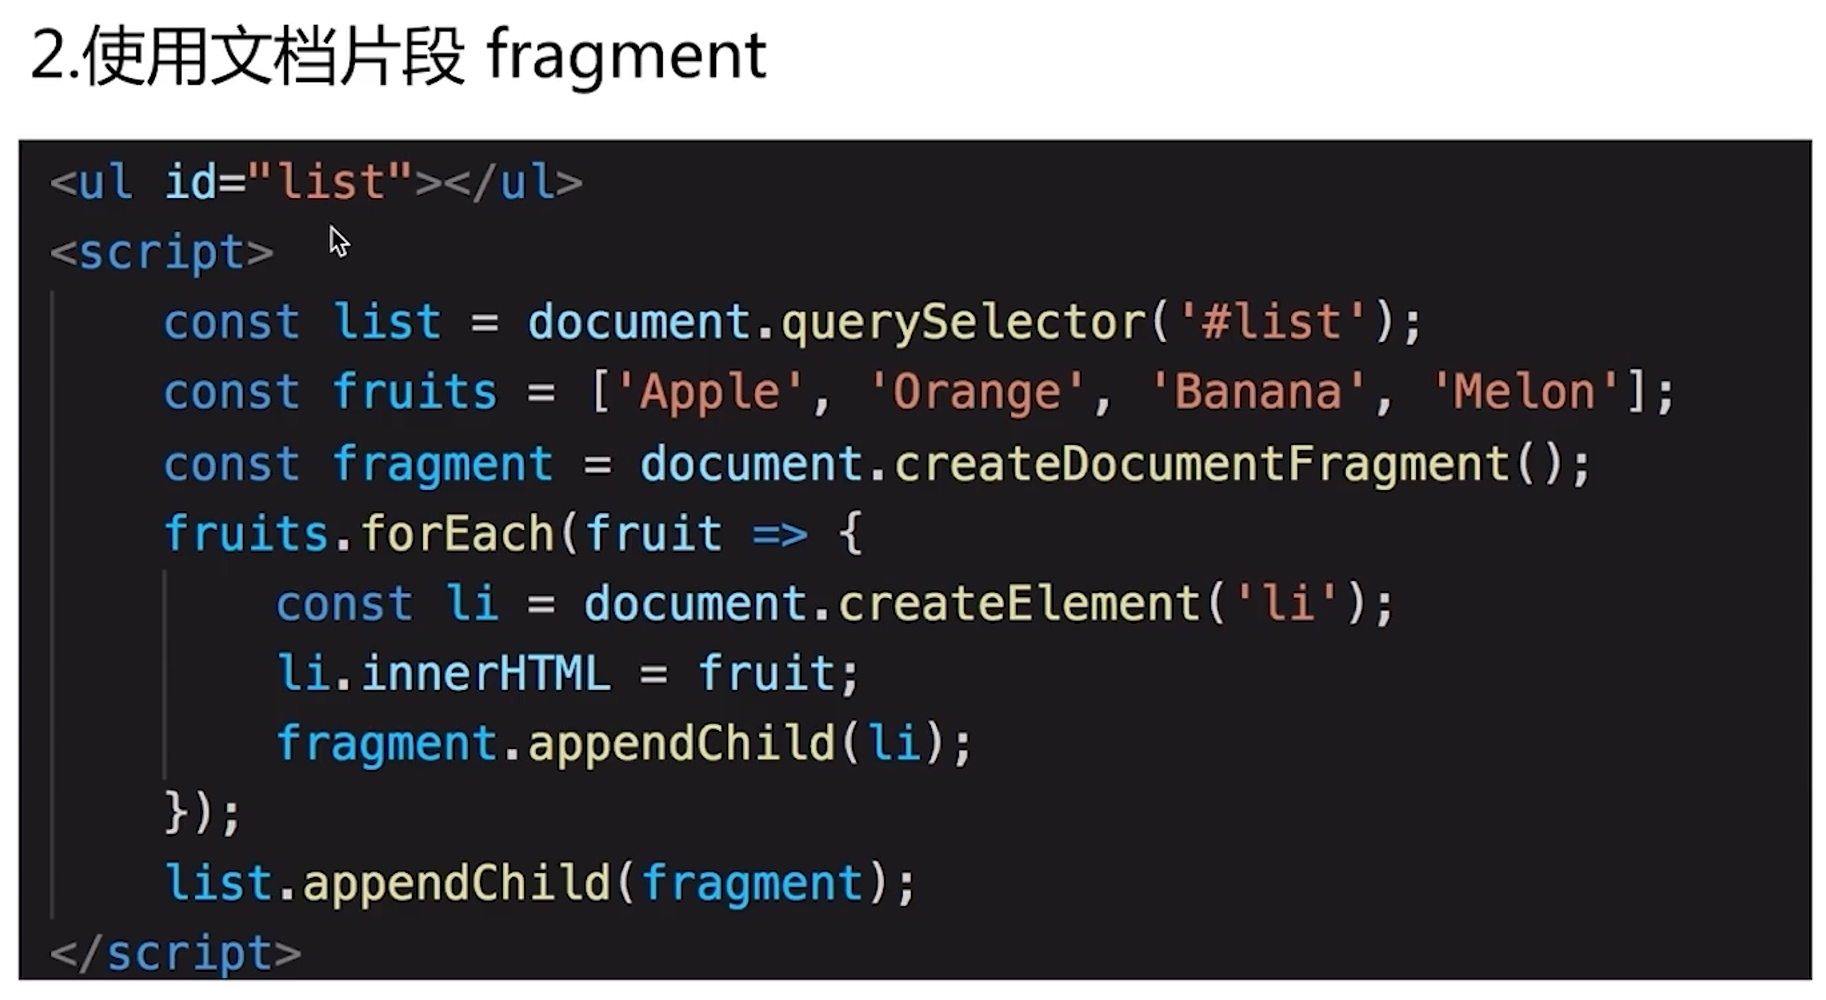 2.使用文档片段 fragment
<ul id="list"></ul>
<script>
const list = document.querySelector('#list');
const fruits = ['Apple', 'Orange', 'Banana', 'Melon'];
const fragment = document.createDocumentFragment();
fruits.forEach(fruit => {
const li = document.createElement('li');
li.innerHTML = fruit;
fragment.appendChild(li);
});
list.appendChild(fragment);
</script>